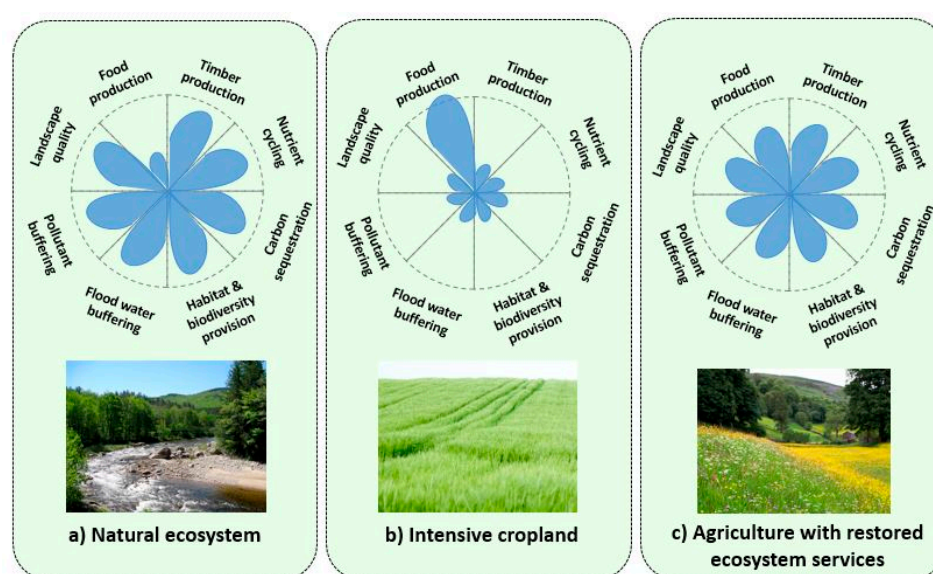 Food
production
Timber
production
Nutrient
cycling
Carbon
sequestration
Habitat &
biodiversity
provision
Flood water
buffering
Pollutant
buffering
Landscape
quality
a) Natural ecosystem
Food
production
Timber
production
Nutrient
cycling
Carbon
sequestration
Habitat &
biodiversity
provision
Flood water
buffering
Pollutant
buffering
Landscape
quality
b) Intensive cropland
Food
production
Timber
production
Nutrient
cycling
Carbon
sequestration
Habitat &
biodiversity
provision
Flood water
buffering
Pollutant
buffering
Landscape
quality
c) Agriculture with restored
ecosystem services